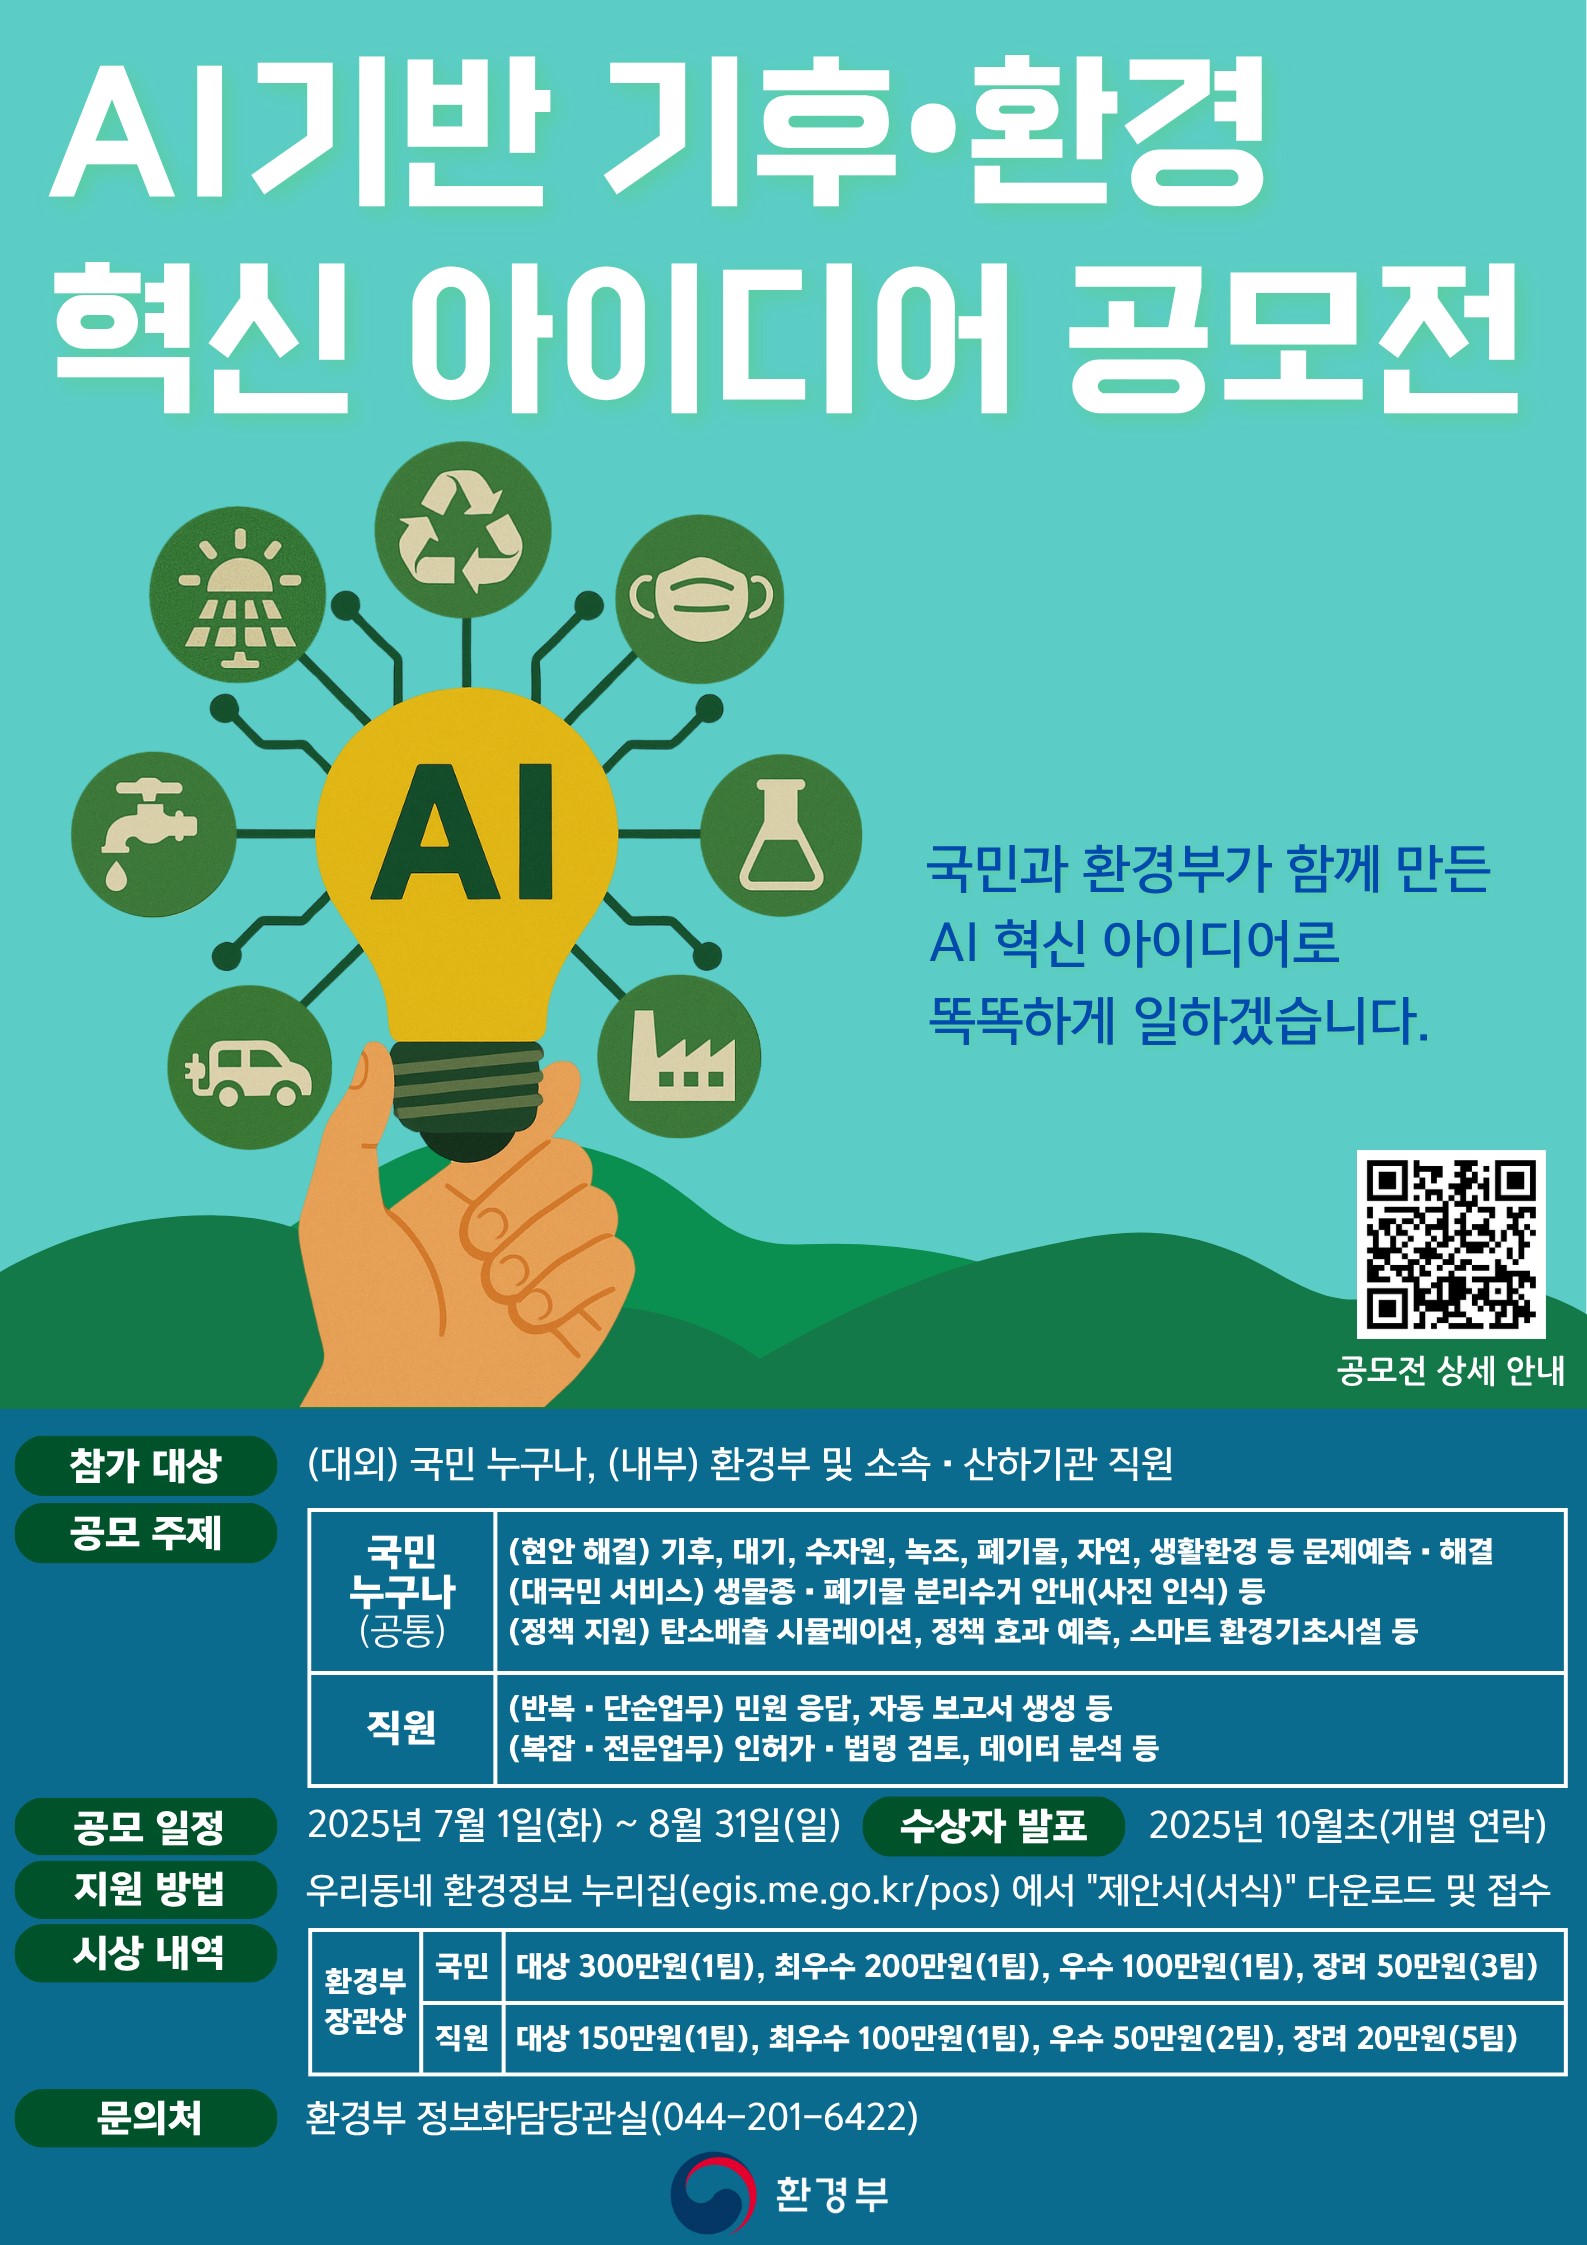 AI기반 기후•환경
혁신 아이디어 공모전
AI
국민과 환경부가 함께 만든
AI 혁신 아이디어로
똑똑하게 일하겠습니다.
공모전 상세 안내
참가 대상
(대외) 국민 누구나, (내부) 환경부 및 소속·산하기관 직원
공모 주제
국민
누구나
(공통)
(현안 해결) 기후, 대기, 수자원, 녹조, 폐기물, 자연, 생활환경 등 문제예측·해결
(대국민 서비스) 생물종·폐기물 분리수거 안내(사진 인식) 등
(정책 지원) 탄소배출 시뮬레이션, 정책 효과 예측, 스마트 환경기초시설 등
직원
(반복·단순업무) 민원 응답, 자동 보고서 생성 등
(복잡·전문업무) 인허가·법령 검토, 데이터 분석 등
공모 일정
2025년 7월 1일(화) ~ 8월 31일(일)
수상자 발표
2025년 10월초(개별 연락)
지원 방법
우리동네 환경정보 누리집(egis.me.go.kr/pos) 에서 "제안서(서식)" 다운로드 및 접수
시상 내역
환경부
장관상
국민
대상 300만원(1팀), 최우수 200만원(1팀), 우수 100만원(1팀), 장려 50만원(3팀)
직원
대상 150만원(1팀), 최우수 100만원(1팀), 우수 50만원(2팀), 장려 20만원(5팀)
문의처
환경부 정보화담당관실(044-201-6422)
환경부